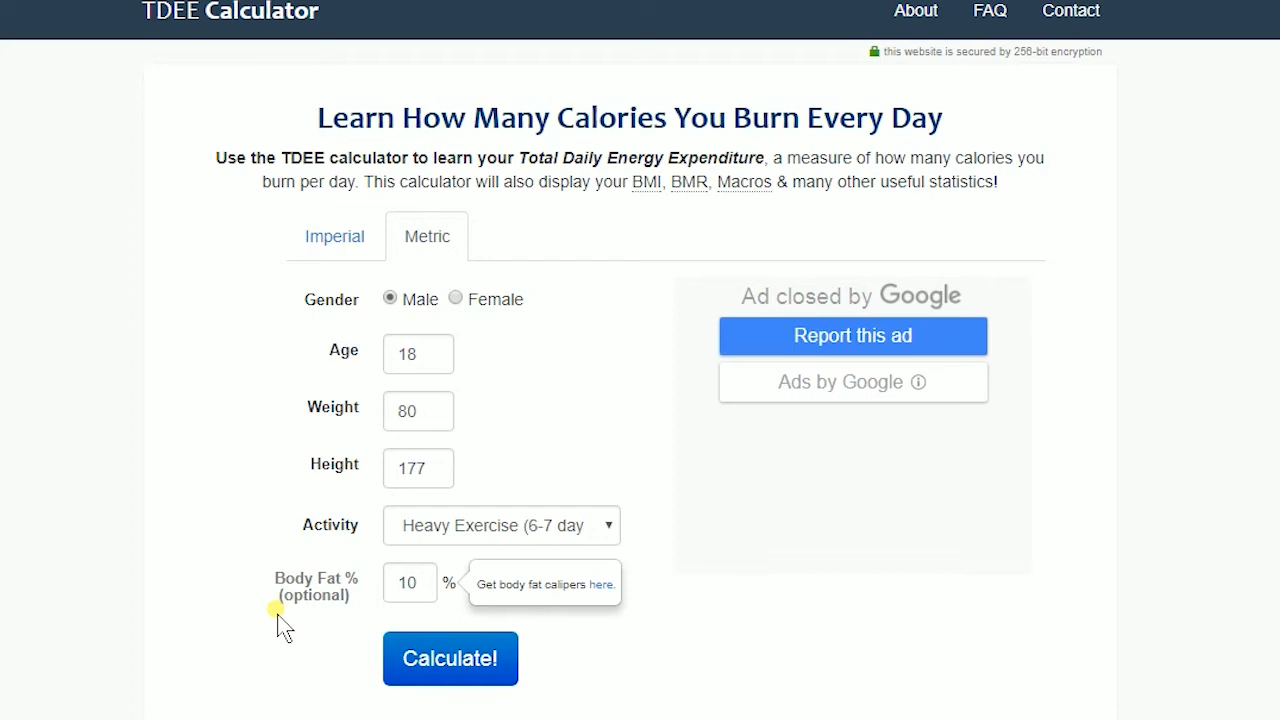 TDEE Calculator
About FAQ Contact
this website is secured by 256-bit encryption
Learn How Many Calories You Burn Every Day
Use the TDEE calculator to learn your Total Daily Energy Expenditure, a measure of how many calories you
burn per day. This calculator will also display your BMI, BMR, Macros & many other useful statistics!
Imperial Metric
Gender Male Female
Age 18
Weight 80
Height 177
Activity Heavy Exercise (6-7 day
Body Fat %
(optional)
10 %
Get body fat calipers here.
Calculate!
Ad closed by Google
Report this ad
Ads by Google